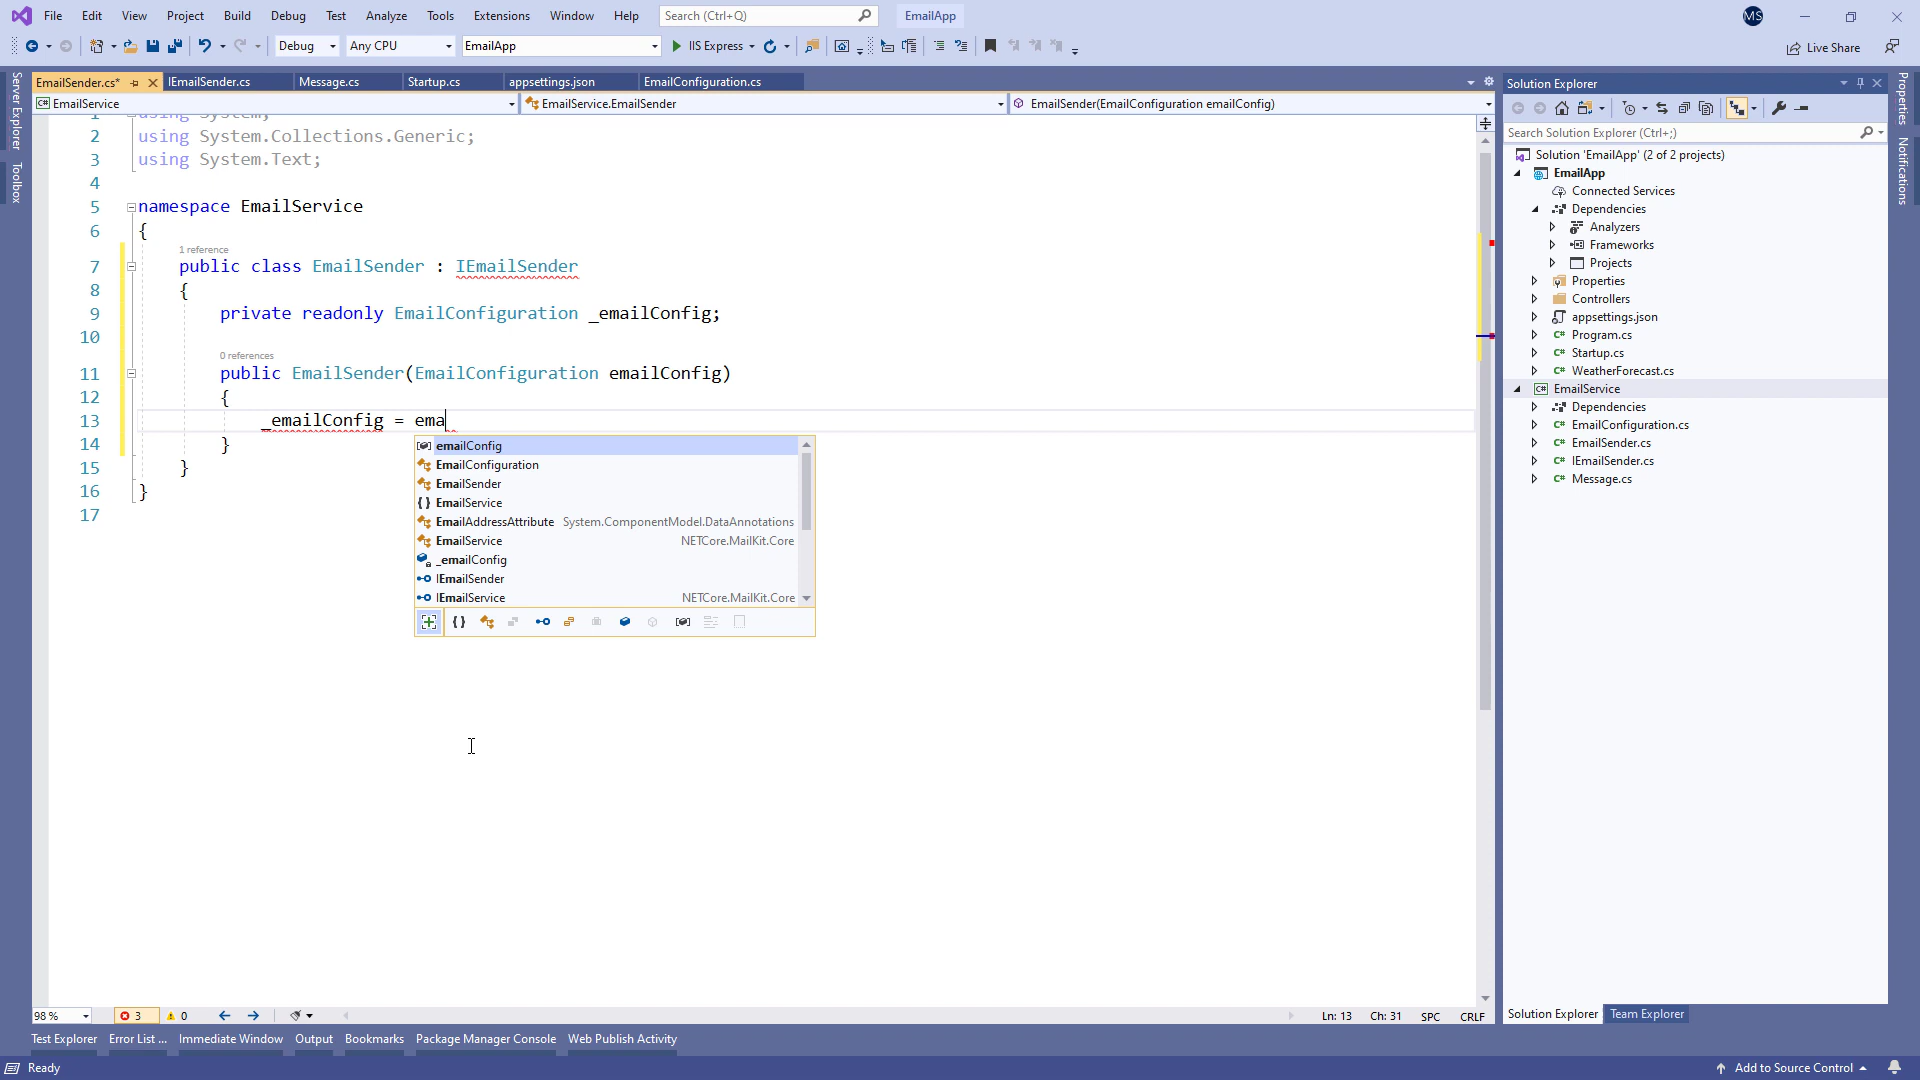 File Edit View Project Build Debug Test Analyze Tools Extensions Window Help Search (Ctrl+Q) EmailApp MS
Debug Any CPU EmailApp IIS Express Live Share
EmailSender.cs* IEmailSender.cs Message.cs Startup.cs appsettings.json EmailConfiguration.cs
EmailService EmailService.EmailSender EmailSender(EmailConfiguration emailConfig)
Server Explorer
Toolbox
1 using System;
2 using System.Collections.Generic;
3 using System.Text;
4
5 namespace EmailService
6 {
1 reference
7 public class EmailSender : IEmailSender
8 {
9 private readonly EmailConfiguration _emailConfig;
10
0 references
11 public EmailSender(EmailConfiguration emailConfig)
12 {
13 _emailConfig = ema
14 }
15 }
16 }
17
emailConfig
EmailConfiguration
EmailSender
{ } EmailService
EmailAddressAttribute System.ComponentModel.DataAnnotations
EmailService NETCore.MailKit.Core
_emailConfig
IEmailSender
IEmailService NETCore.MailKit.Core
98 % 3 0 Ln: 13 Ch: 31 SPC CRLF
Solution Explorer
Search Solution Explorer (Ctrl+;)
Solution 'EmailApp' (2 of 2 projects)
EmailApp
Connected Services
Dependencies
Analyzers
Frameworks
Projects
Properties
C# Controllers
appsettings.json
C# Program.cs
C# Startup.cs
C# WeatherForecast.cs
C# EmailService
Dependencies
C# EmailConfiguration.cs
C# EmailSender.cs
C# IEmailSender.cs
C# Message.cs
Solution Explorer Team Explorer
Properties
Notifications
Test Explorer Error List ... Immediate Window Output Bookmarks Package Manager Console Web Publish Activity
Ready Add to Source Control